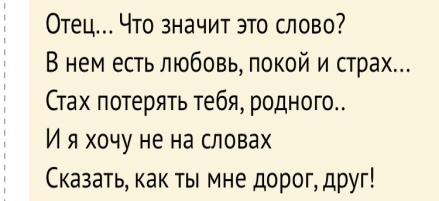 Отец... Что значит это слово?
В нем есть любовь, покой и страх...
Стах потерять тебя, родного..
И я хочу не на словах
Сказать, как ты мне дорог, друг!